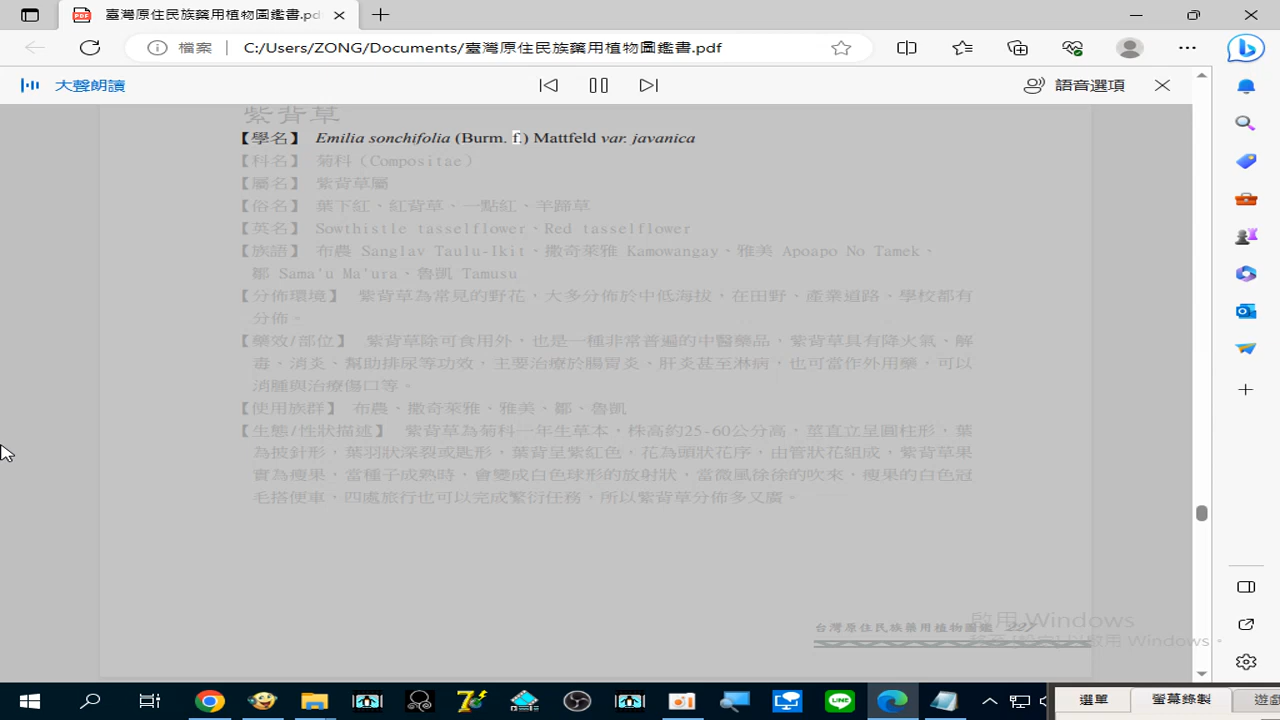 臺灣原住民族藥用植物圖鑑書.pd
檔案
C:/Users/ZONG/Documents/臺灣原住民族藥用植物圖鑑書.pdf
大聲朗讀
語音選項
紫背草
【學名】 Emilia sonchifolia (Burm. f.) Mattfeld var. javanica
【科名】 菊科（Compositae）
【屬名】 紫背草屬
【俗名】 葉下紅、紅背草、一點紅、羊蹄草
【英名】 Sowthistle tasselflower、Red tasselflower
【族語】 布農 Sanglav Taulu-Ikit、撒奇萊雅 Kamowangay、雅美 Apoapo No Tamek、
鄒 Sama'u Ma'ura、魯凱 Tamusu
【分佈環境】 紫背草為常見的野花，大多分佈於中低海拔，在田野、產業道路、學校都有
分佈。
【藥效/部位】 紫背草除可食用外，也是一種非常普遍的中醫藥品，紫背草具有降火氣、解
毒、消炎、幫助排尿等功效，主要治療於腸胃炎、肝炎甚至淋病，也可當作外用藥，可以
消腫與治療傷口等。
【使用族群】 布農、撒奇萊雅、雅美、鄒、魯凱
【生態/性狀描述】 紫背草為菊科一年生草本，株高約25-60公分高，莖直立呈圓柱形，葉
為披針形，葉羽狀深裂或匙形，葉背呈紫紅色，花為頭狀花序，由管狀花組成，紫背草果
實為瘦果，當種子成熟時，會變成白色球形的放射狀，當微風徐徐的吹來，瘦果的白色冠
毛搭便車，四處旅行也可以完成繁衍任務，所以紫背草分佈多又廣。
台灣原住民族藥用植物圖鑑 227
啟用 Windows
移至 [設定] 以啟用 Windows。
選單
螢幕錄製
遊戲